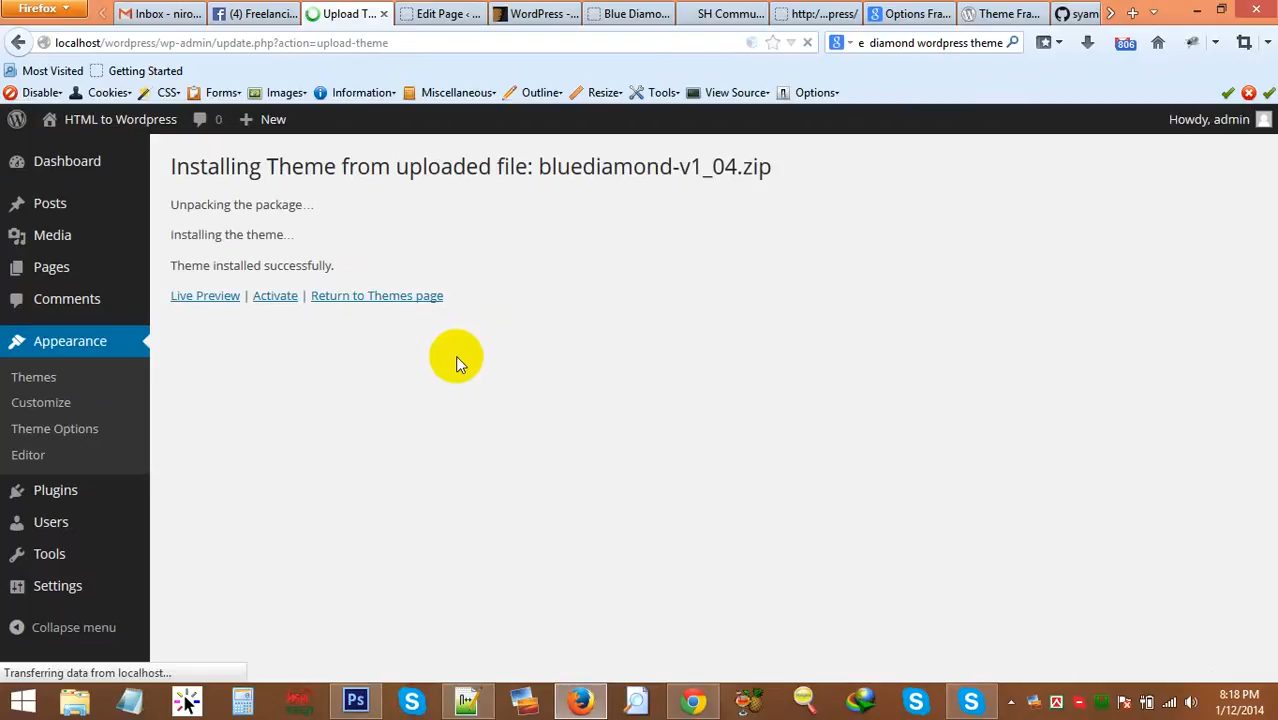 Firefox
Inbox - niro...
(4) Freelanci...
Upload T...
Edit Page ‹ ...
WordPress -...
Blue Diamo...
SH Commu...
http:/...press/
Options Fra...
Theme Fra...
syam
localhost/wordpress/wp-admin/update.php?action=upload-theme
e diamond wordpress theme
806
Most Visited
Getting Started
Disable
Cookies
CSS
Forms
Images
Information
Miscellaneous
Outline
Resize
Tools
View Source
Options
HTML to Wordpress
0
New
Howdy, admin
Dashboard
Posts
Media
Pages
Comments
Appearance
Themes
Customize
Theme Options
Editor
Plugins
Users
Tools
Settings
Collapse menu
Installing Theme from uploaded file: bluediamond-v1_04.zip
Unpacking the package…
Installing the theme…
Theme installed successfully.
Live Preview | Activate | Return to Themes page
Transferring data from localhost...
Ps
8:18 PM
1/12/2014